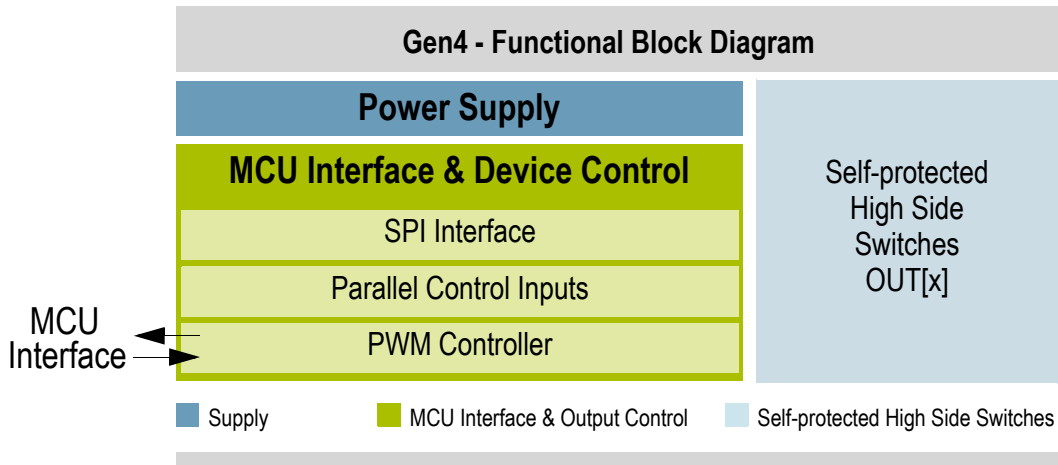 Gen4 - Functional Block Diagram
Power Supply
MCU Interface & Device Control
SPI Interface
Parallel Control Inputs
PWM Controller
MCU
Interface
Self-protected
High Side
Switches
OUT[x]
Supply
MCU Interface & Output Control
Self-protected High Side Switches